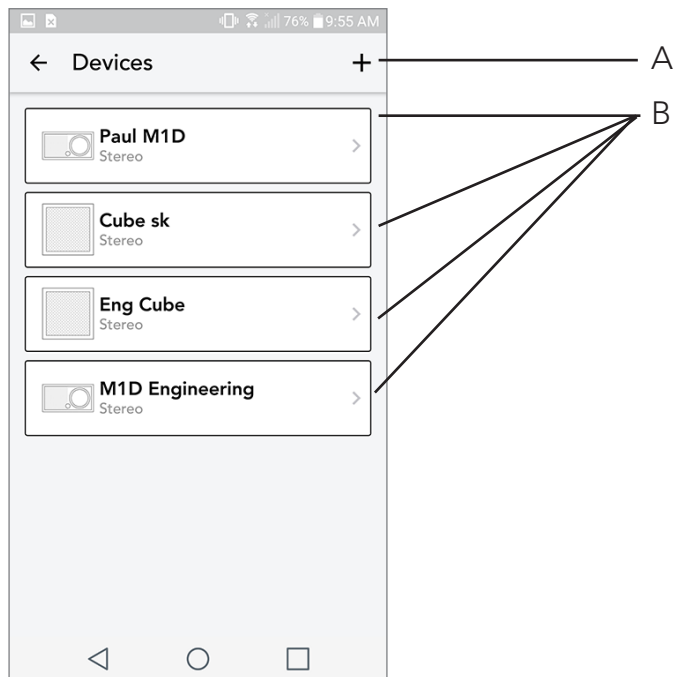 76% 9:55 AM
← Devices +
A
B
Paul M1D
Stereo
Cube sk
Stereo
Eng Cube
Stereo
M1D Engineering
Stereo